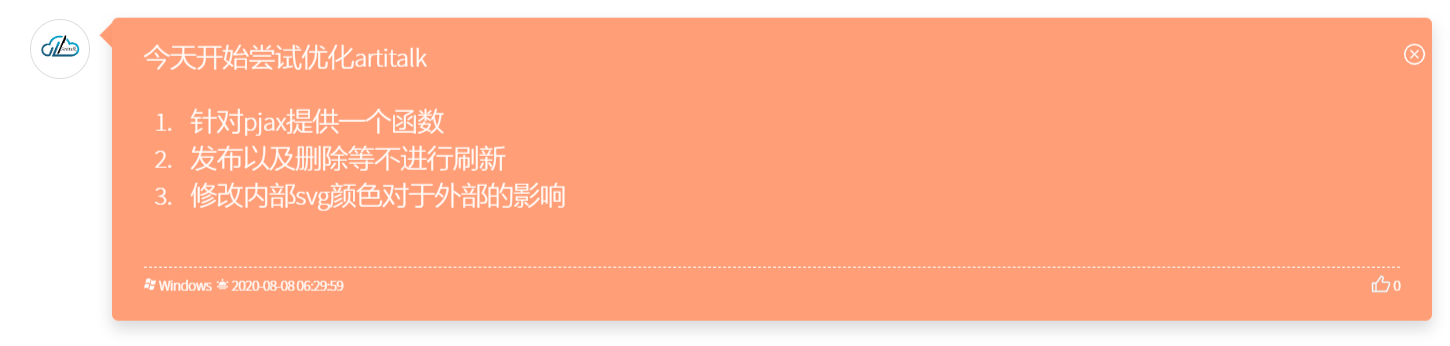 今天开始尝试优化artitalk
1. 针对pjax提供一个函数
2. 发布以及删除等不进行刷新
3. 修改内部svg颜色对于外部的影响
Windows 2020-08-08 06:29:59 0